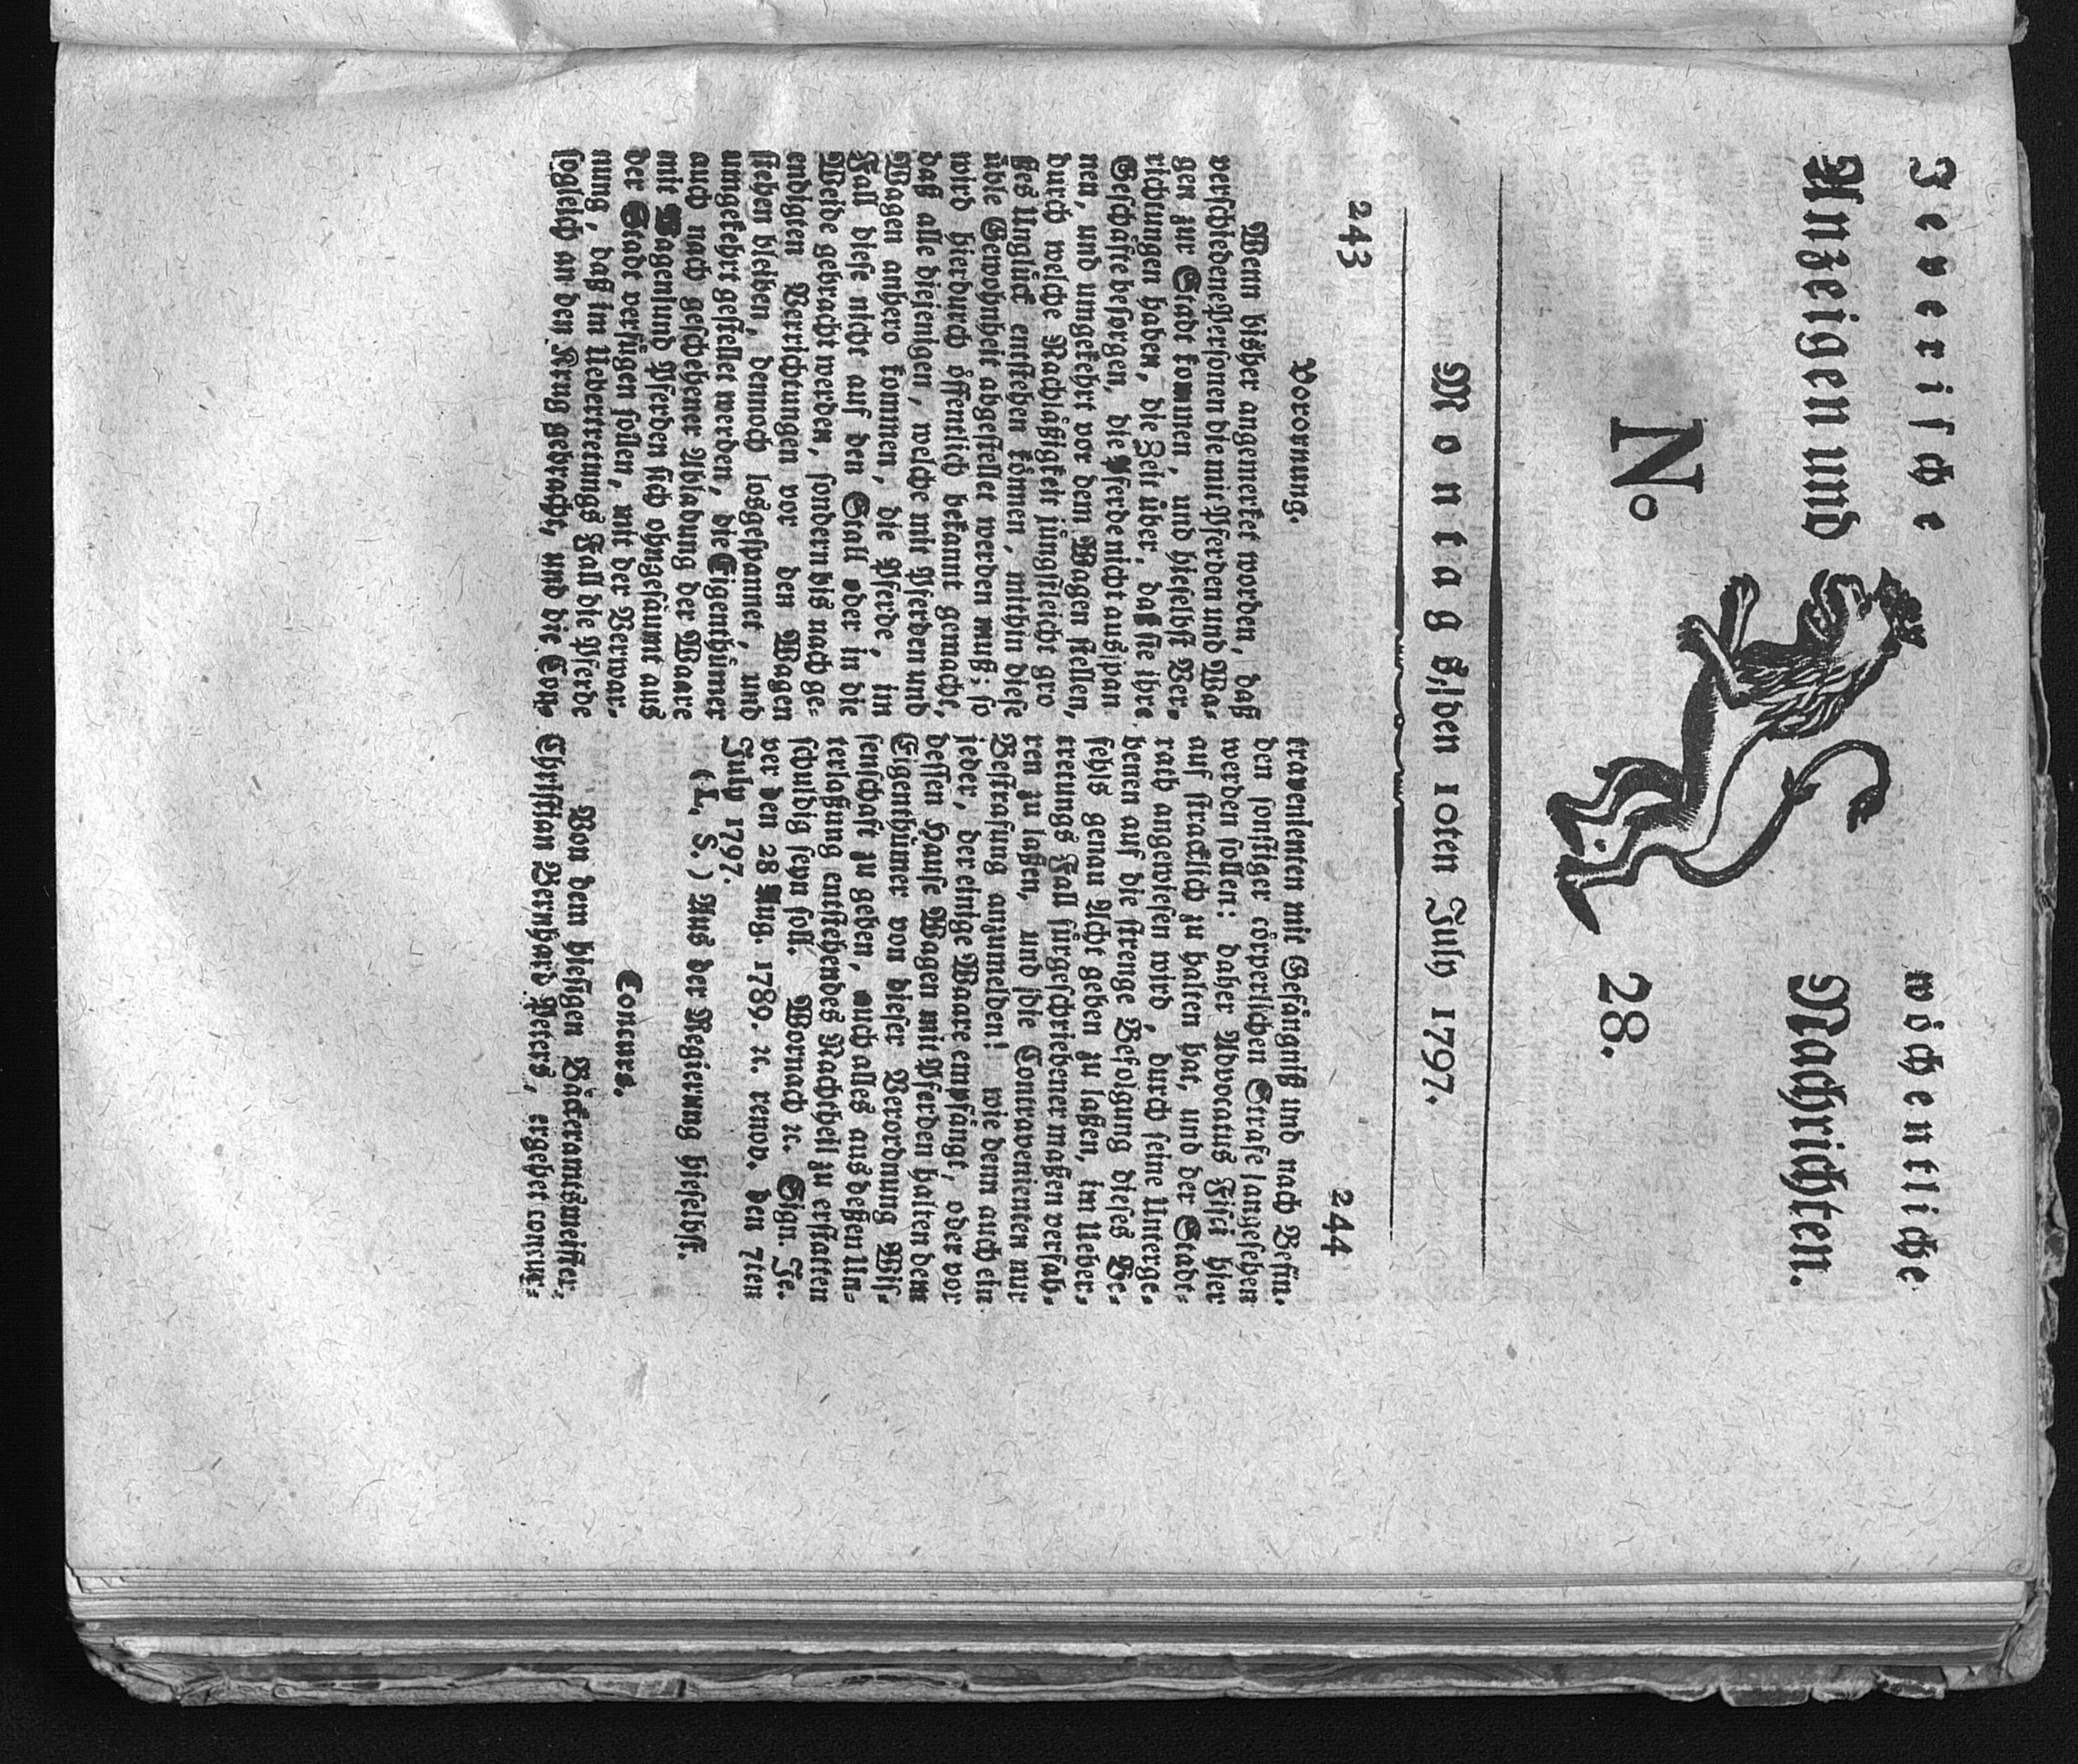 Jeverische wöchentliche
Anzeigen und Nachrichten.
No 28.
Montags, den 10ten July 1797.
243
244
Verornung.
Wenn bißher angemerket worden, daß
verschiedene Personen die mit Pferden und Wa-
gen zur Stadt kommen, und hieselbst Ver-
richtungen haben, die Zeit über, daß sie ihre
Geschöfte besorgen, die Pferde nicht ausspan
nen, und umgekehrt vor dem Wagen stellen,
durch welche Nachläßigkeit jüngsileicht gro
ßes Unglück entstehen können, mithin diese
üble Gewohnheit abgestellet werden muß; so
wird hierdurch öffentlich bekannt gemacht,
daß alle diejenigen, welche mit Pferden und
Wagen anhero kommen, die Pferde, im
Fall diese nicht auf den Stall oder in die
Weide gebracht werden, sondern biß nach ge-
endigten Verrichtungen vor den Wagen
stehen bleiben, dennoch losgespannet, und
umgekehrt gestellet werden, die Eigenthümer
auch nach geschehener Abladung der Waare
mit Wagen und Pferden sich ohngesäumt aus
der Stadt verfügen sollen, mit der Verwar-
nung, daß im Uebertretungs Fall die Pferde
sogleich an den Krug gebracht, und die Con-
travenienten mit Gefängniß und nach Befin-
den sonstiger cörperlichen Strafe angesehen
werden sollen: daher Advocatus Fisci hier
auf stracklich zu halten hat, und der Stadt-
rath angewiesen wird, durch seine Unterge-
benen auf die strenge Befolgung dieses Be-
fehls genau Acht geben zu laßen, im Ueber-
tretungs Fall fürgeschriebener maßen verfah-
ren zu laßen, und die Contravenienten zur
Bestrafung anzumelden! wie denn auch ein
jeder, der einige Waare empfängt, oder vor
dessen Hause Wagen mit Pferden halten dem
Eigenthümer von dieser Verordnung Wis-
senschaft zu geben, auch alles aus deßen Un-
terlaßung entstehendes Nachtheil zu erstatten
schuldig seyn soll. Wornach ꝛc. Sign. Je-
ver den 28 Aug. 1789. ꝛc. renov. den 7ten
July 1797.
(L. S.) Aus der Regierung hieselbst.
Concurs.
Von dem hiesigen Bäckeramtsmeister,
Christian Bernhard Peters, ergehet concur-